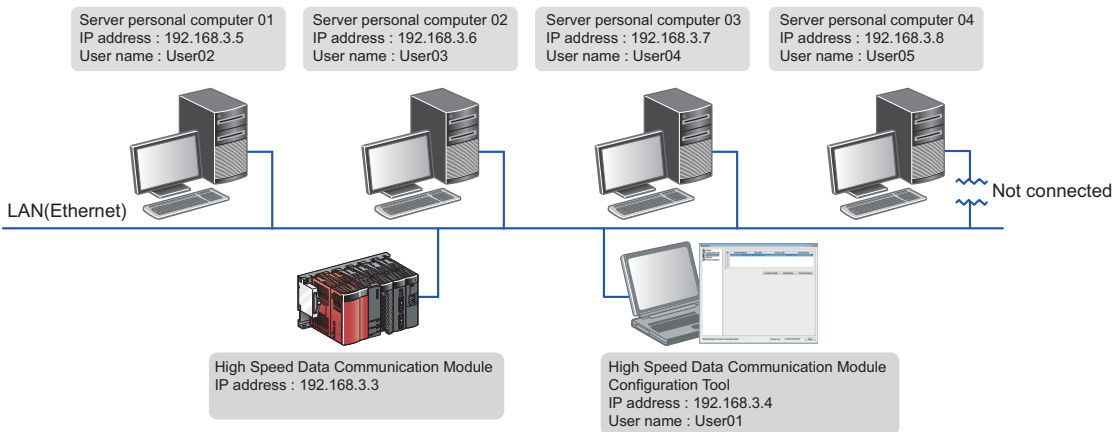 Server personal computer 01
IP address : 192.168.3.5
User name : User02
Server personal computer 02
IP address : 192.168.3.6
User name : User03
Server personal computer 03
IP address : 192.168.3.7
User name : User04
Server personal computer 04
IP address : 192.168.3.8
User name : User05
Not connected
LAN(Ethernet)
High Speed Data Communication Module
IP address : 192.168.3.3
High Speed Data Communication Module
Configuration Tool
IP address : 192.168.3.4
User name : User01